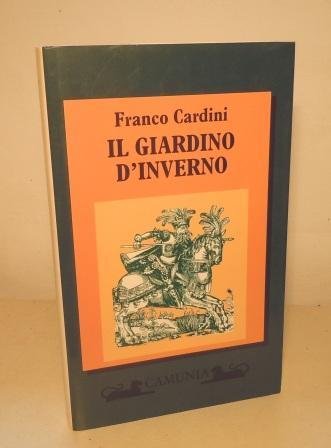 Franco Cardini
IL GIARDINO
D'INVERNO
CAMUNIA